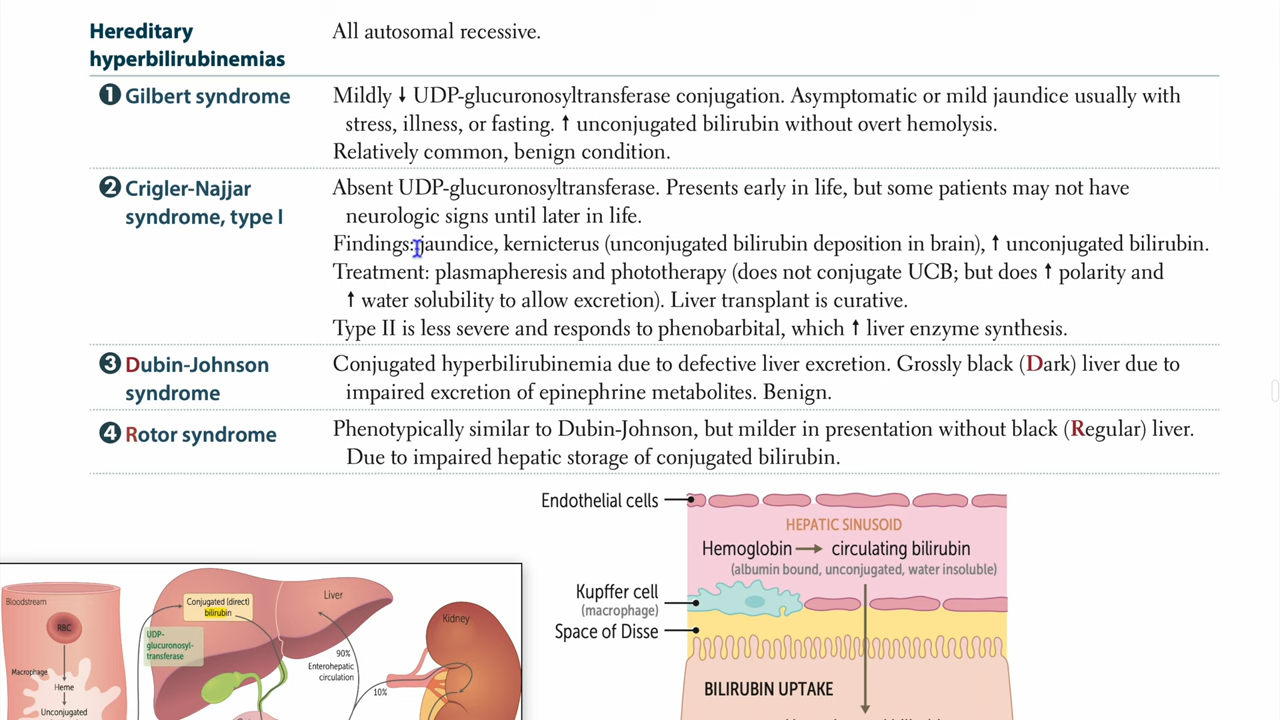 Hereditary
hyperbilirubinemias
All autosomal recessive.
❶ Gilbert syndrome
Mildly ↓ UDP-glucuronosyltransferase conjugation. Asymptomatic or mild jaundice usually with
stress, illness, or fasting. ↑ unconjugated bilirubin without overt hemolysis.
Relatively common, benign condition.
❷ Crigler-Najjar
syndrome, type I
Absent UDP-glucuronosyltransferase. Presents early in life, but some patients may not have
neurologic signs until later in life.
Findings: jaundice, kernicterus (unconjugated bilirubin deposition in brain), ↑ unconjugated bilirubin.
Treatment: plasmapheresis and phototherapy (does not conjugate UCB; but does ↑ polarity and
↑ water solubility to allow excretion). Liver transplant is curative.
Type II is less severe and responds to phenobarbital, which ↑ liver enzyme synthesis.
❸ Dubin-Johnson
syndrome
Conjugated hyperbilirubinemia due to defective liver excretion. Grossly black (Dark) liver due to
impaired excretion of epinephrine metabolites. Benign.
❹ Rotor syndrome
Phenotypically similar to Dubin-Johnson, but milder in presentation without black (Regular) liver.
Due to impaired hepatic storage of conjugated bilirubin.
Endothelial cells
HEPATIC SINUSOID
Hemoglobin → circulating bilirubin
(albumin bound, unconjugated, water insoluble)
Kupffer cell
(macrophage)
Space of Disse
BILIRUBIN UPTAKE
Bloodstream
RBC
Macrophage
Heme
Unconjugated
Conjugated (direct)
bilirubin
UDP-
glucuronosyl-
transferase
Liver
90%
Enterohepatic
circulation
10%
Kidney